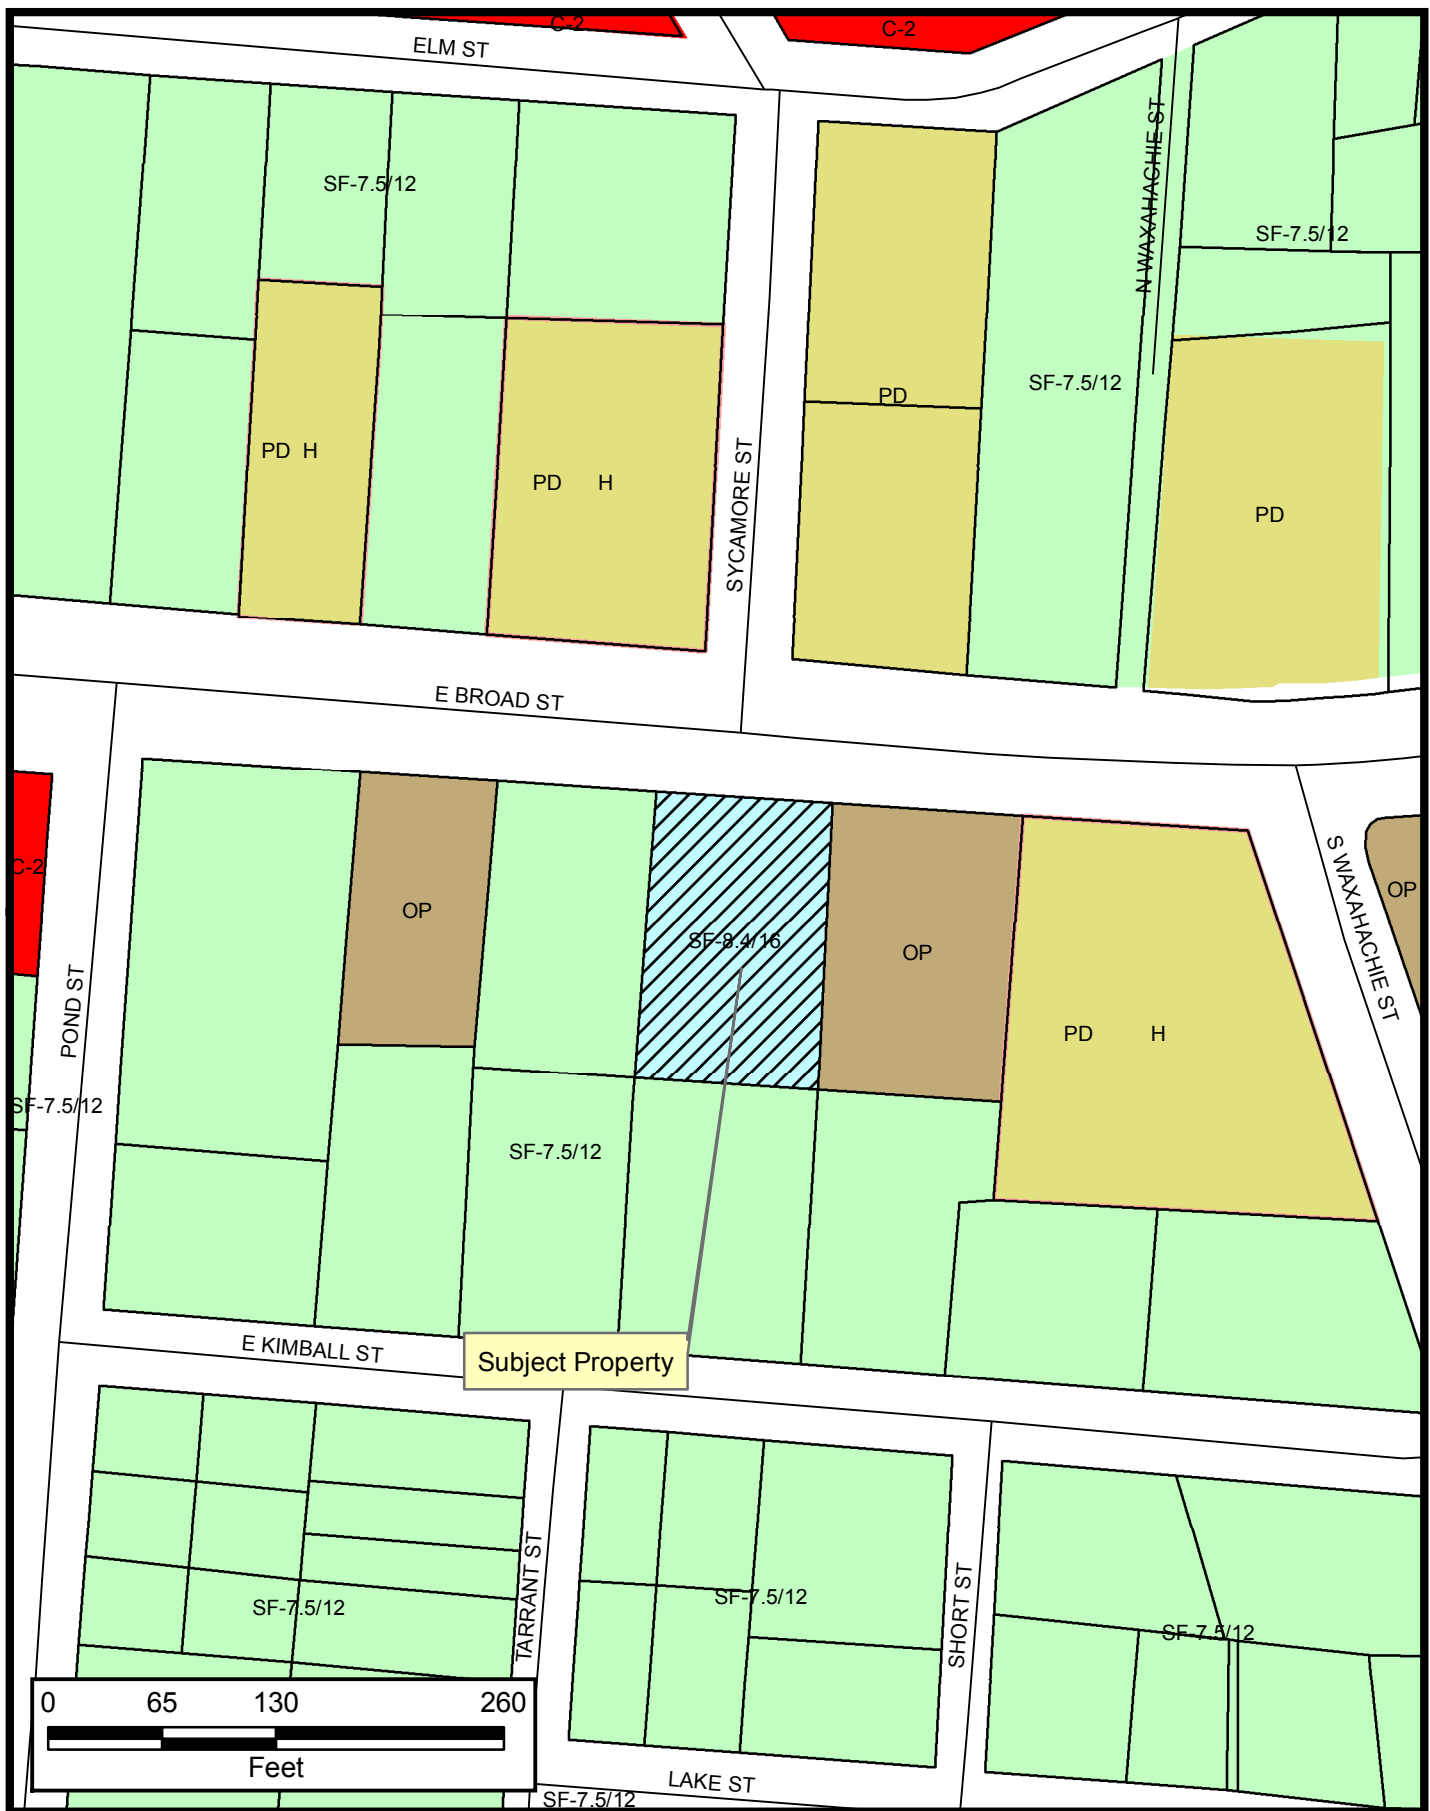 C-2
C-2
ELM ST
N WAXAHACHIE ST
SF-7.5/12
SF-7.5/12
SF-7.5/12
PD
PD H
PD H
SYCAMORE ST
PD
E BROAD ST
C-2
OP
SF-8.4/16
OP
S WAXAHACHIE ST
OP
POND ST
PD H
SF-7.5/12
SF-7.5/12
E KIMBALL ST
Subject Property
TARRANT ST
SF-7.5/12
SF-7.5/12
SHORT ST
SF-7.5/12
0 65 130 260
Feet
LAKE ST
SF-7.5/12